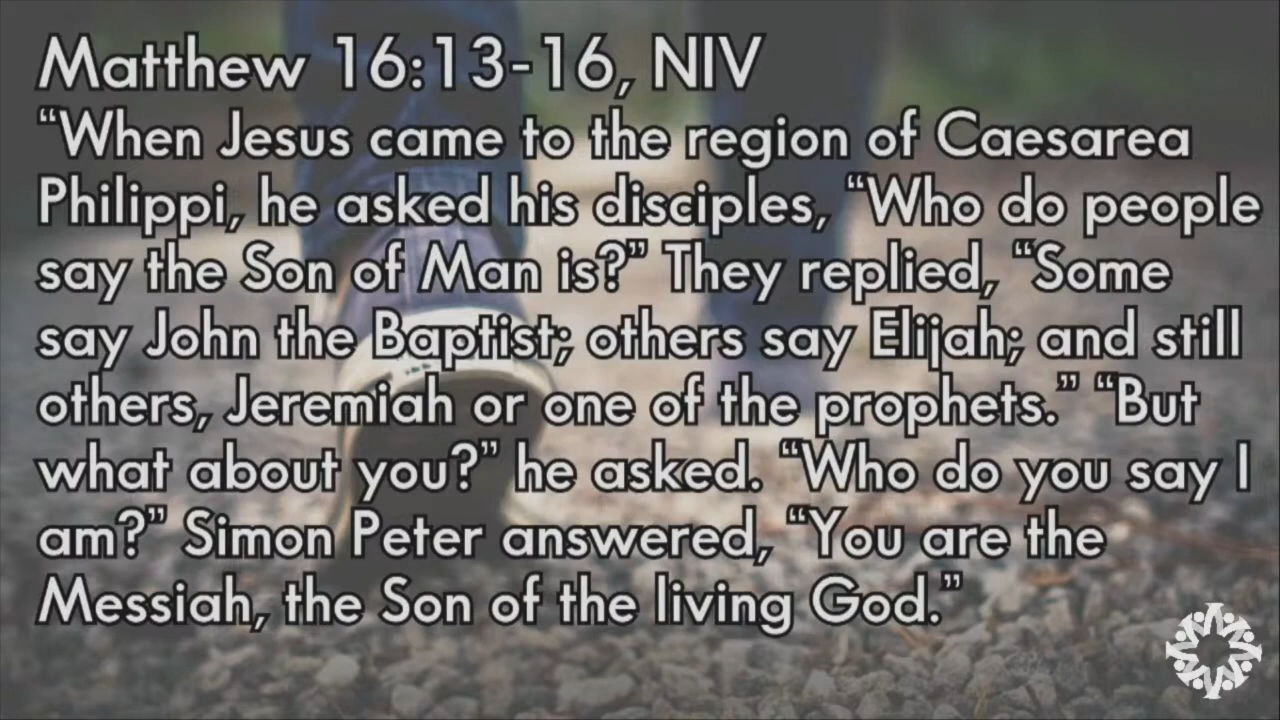 Matthew 16:13-16, NIV
“When Jesus came to the region of Caesarea
Philippi, he asked his disciples, “Who do people
say the Son of Man is?” They replied, “Some
say John the Baptist; others say Elijah; and still
others, Jeremiah or one of the prophets.” “But
what about you?” he asked. “Who do you say I
am?” Simon Peter answered, “You are the
Messiah, the Son of the living God.”